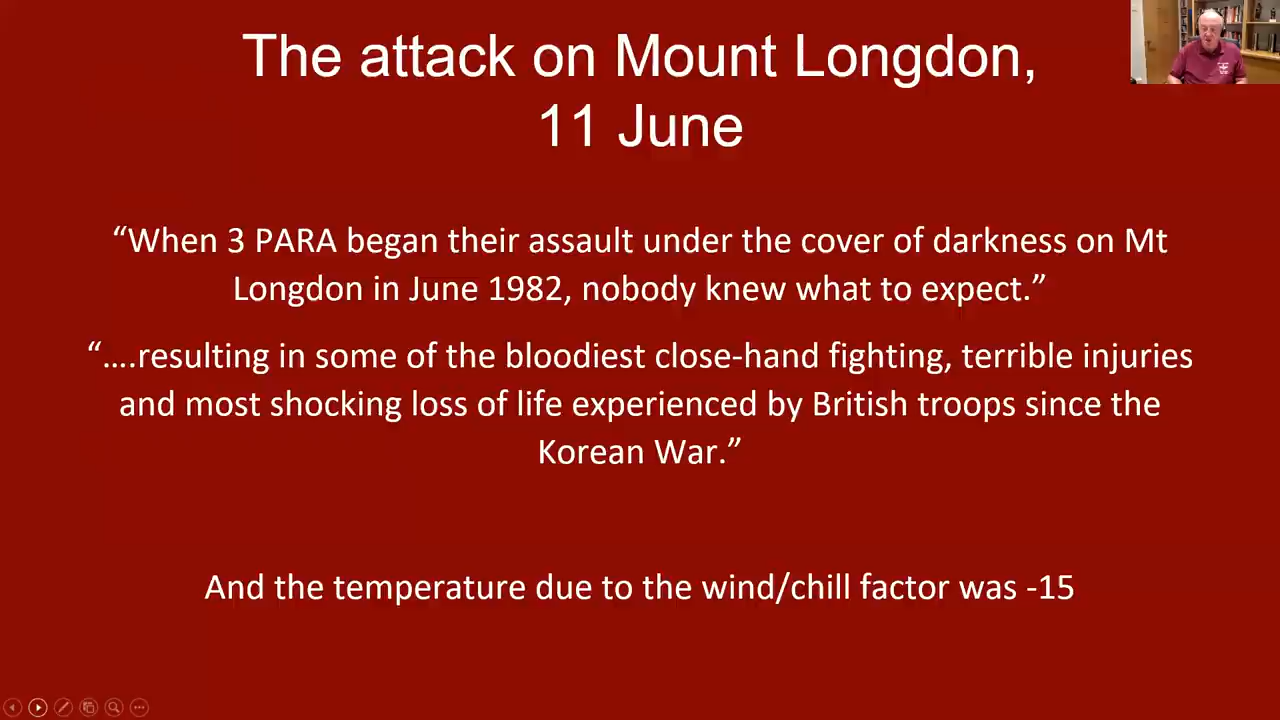 The attack on Mount Longdon,
11 June
“When 3 PARA began their assault under the cover of darkness on Mt
Longdon in June 1982, nobody knew what to expect.”
“….resulting in some of the bloodiest close-hand fighting, terrible injuries
and most shocking loss of life experienced by British troops since the
Korean War.”
And the temperature due to the wind/chill factor was -15